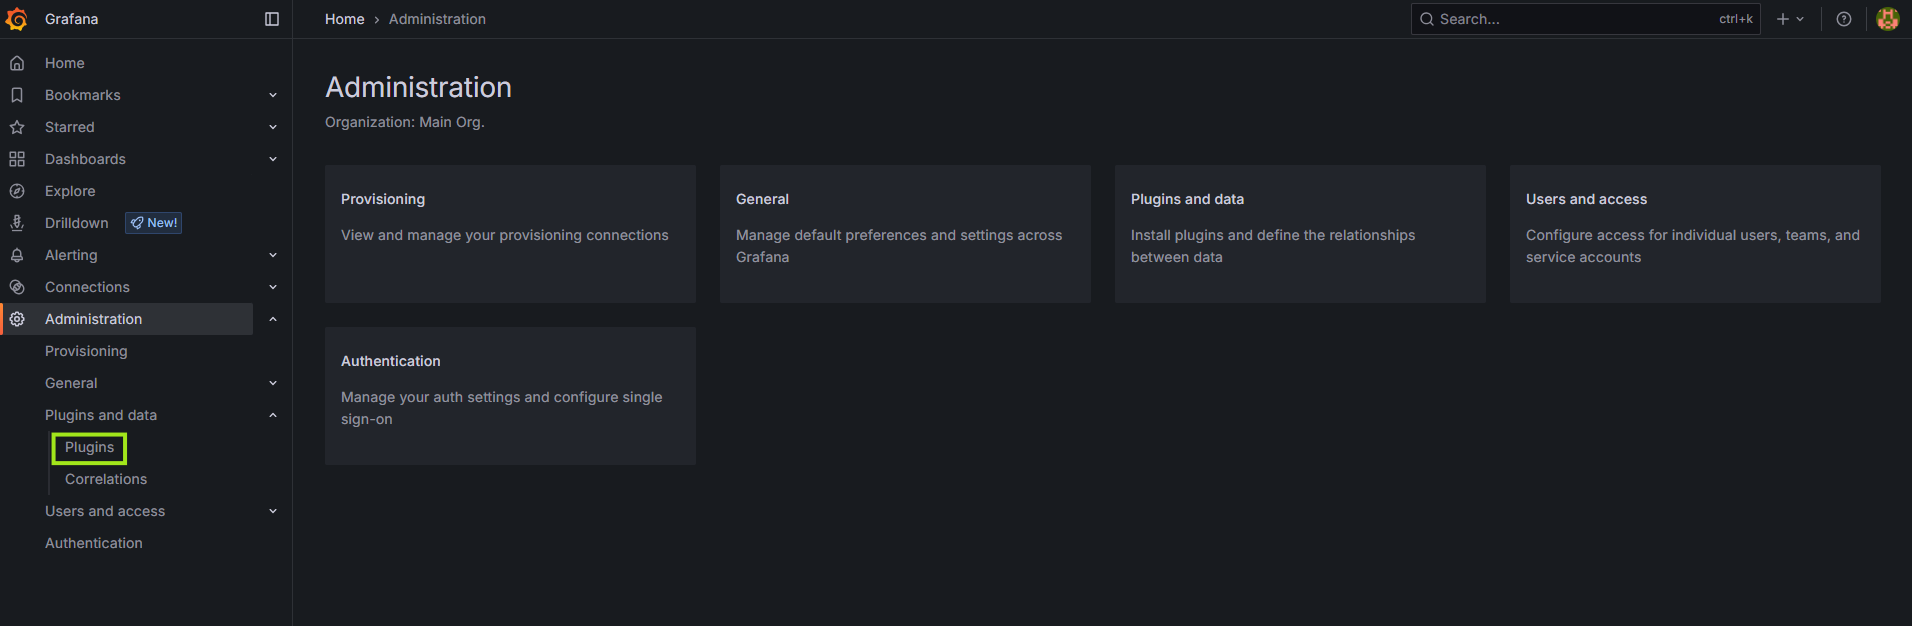 Grafana
Home › Administration
Search...
ctrl+k
Home
Bookmarks
Starred
Dashboards
Explore
Drilldown
New!
Alerting
Connections
Administration
Provisioning
General
Plugins and data
Plugins
Correlations
Users and access
Authentication
Administration
Organization: Main Org.
Provisioning
View and manage your provisioning connections
General
Manage default preferences and settings across
Grafana
Plugins and data
Install plugins and define the relationships
between data
Users and access
Configure access for individual users, teams, and
service accounts
Authentication
Manage your auth settings and configure single
sign-on